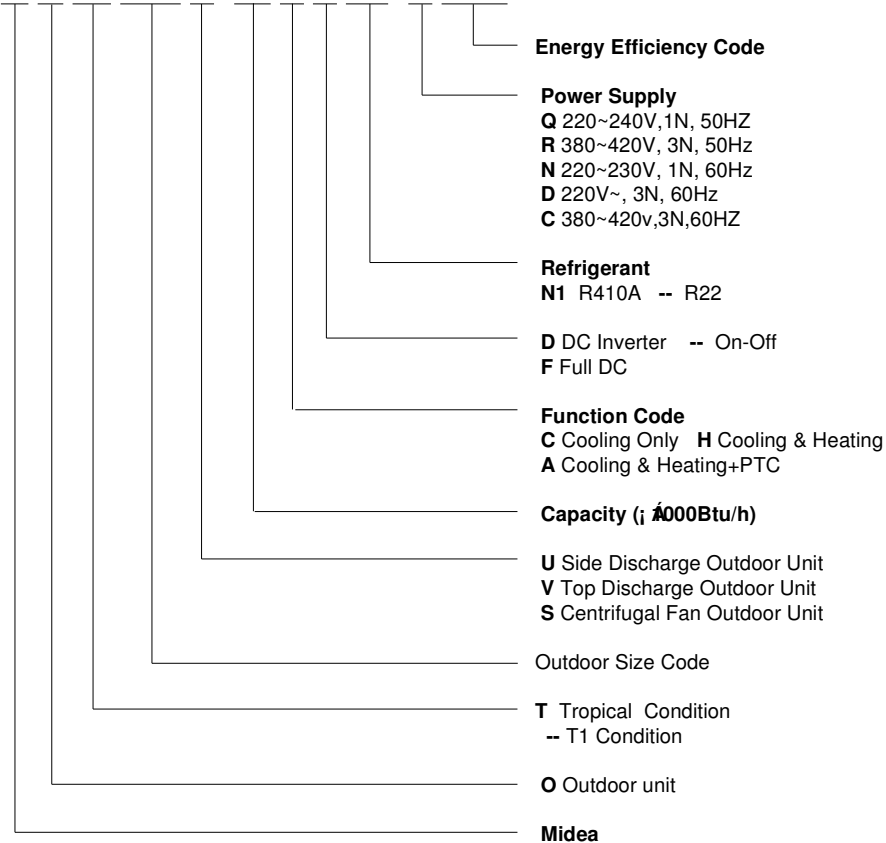 Energy Efficiency Code
Power Supply
Q 220~240V,1N, 50HZ
R 380~420V, 3N, 50Hz
N 220~230V, 1N, 60Hz
D 220V~, 3N, 60Hz
C 380~420v,3N,60HZ
Refrigerant
N1 R410A -- R22
D DC Inverter -- On-Off
F Full DC
Function Code
C Cooling Only H Cooling & Heating
A Cooling & Heating+PTC
Capacity (¡ 000Btu/h)
U Side Discharge Outdoor Unit
V Top Discharge Outdoor Unit
S Centrifugal Fan Outdoor Unit
Outdoor Size Code
T Tropical Condition
-- T1 Condition
O Outdoor unit
Midea